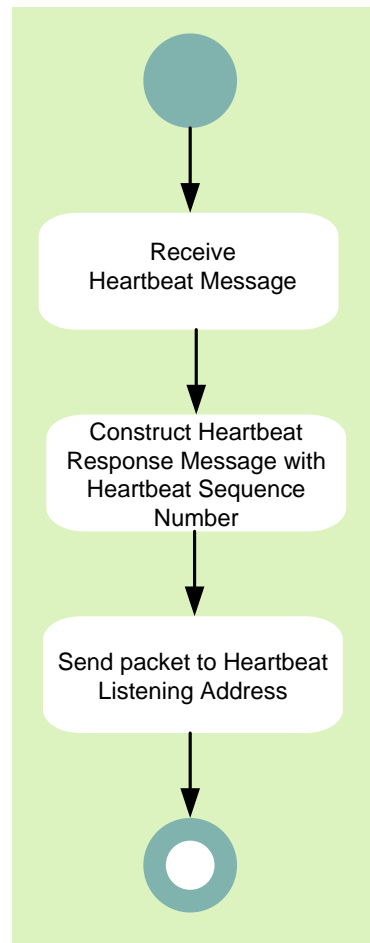 Receive
Heartbeat Message
Construct Heartbeat
Response Message with
Heartbeat Sequence
Number
Send packet to Heartbeat
Listening Address